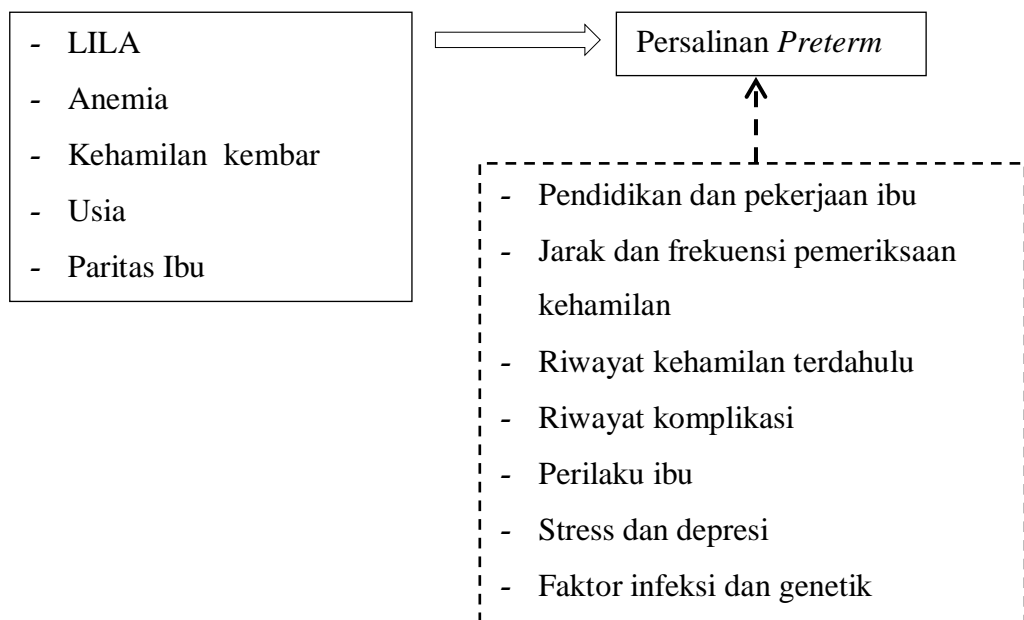 - LILA
- Anemia
- Kehamilan kembar
- Usia
- Paritas Ibu
Persalinan Preterm
- Pendidikan dan pekerjaan ibu
- Jarak dan frekuensi pemeriksaan
kehamilan
- Riwayat kehamilan terdahulu
- Riwayat komplikasi
- Perilaku ibu
- Stress dan depresi
- Faktor infeksi dan genetik